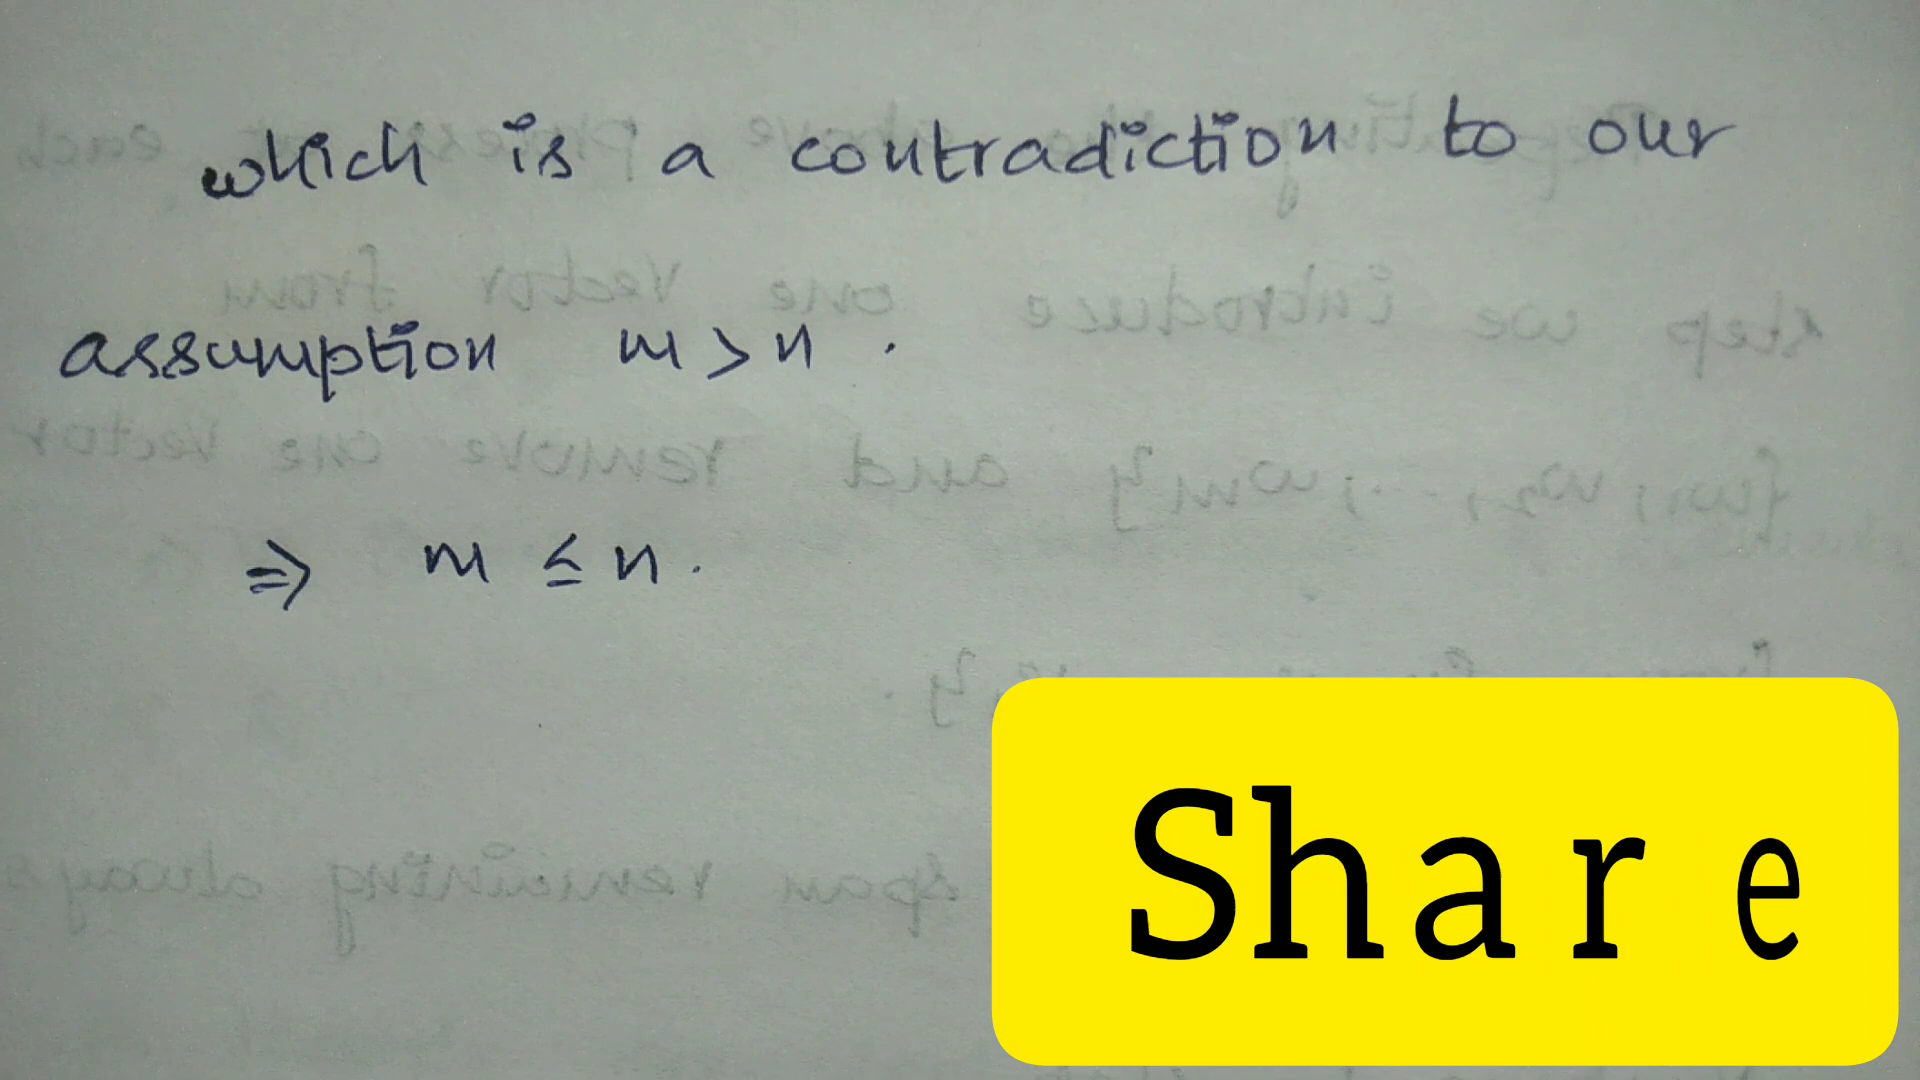 which is a contradiction to our
assumption m > n .
⇒ m ≤ n .
Share